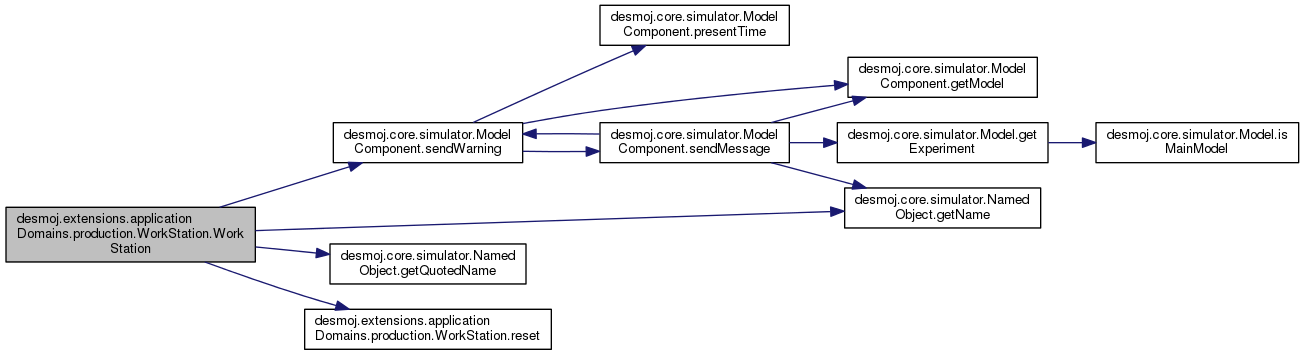 desmoj.core.simulator.Model
Component.presentTime
desmoj.core.simulator.Model
Component.getModel
desmoj.core.simulator.Model
Component.sendWarning
desmoj.core.simulator.Model
Component.sendMessage
desmoj.core.simulator.Model.get
Experiment
desmoj.core.simulator.Model.is
MainModel
desmoj.extensions.application
Domains.production.WorkStation.Work
Station
desmoj.core.simulator.Named
Object.getName
desmoj.core.simulator.Named
Object.getQuotedName
desmoj.extensions.application
Domains.production.WorkStation.reset